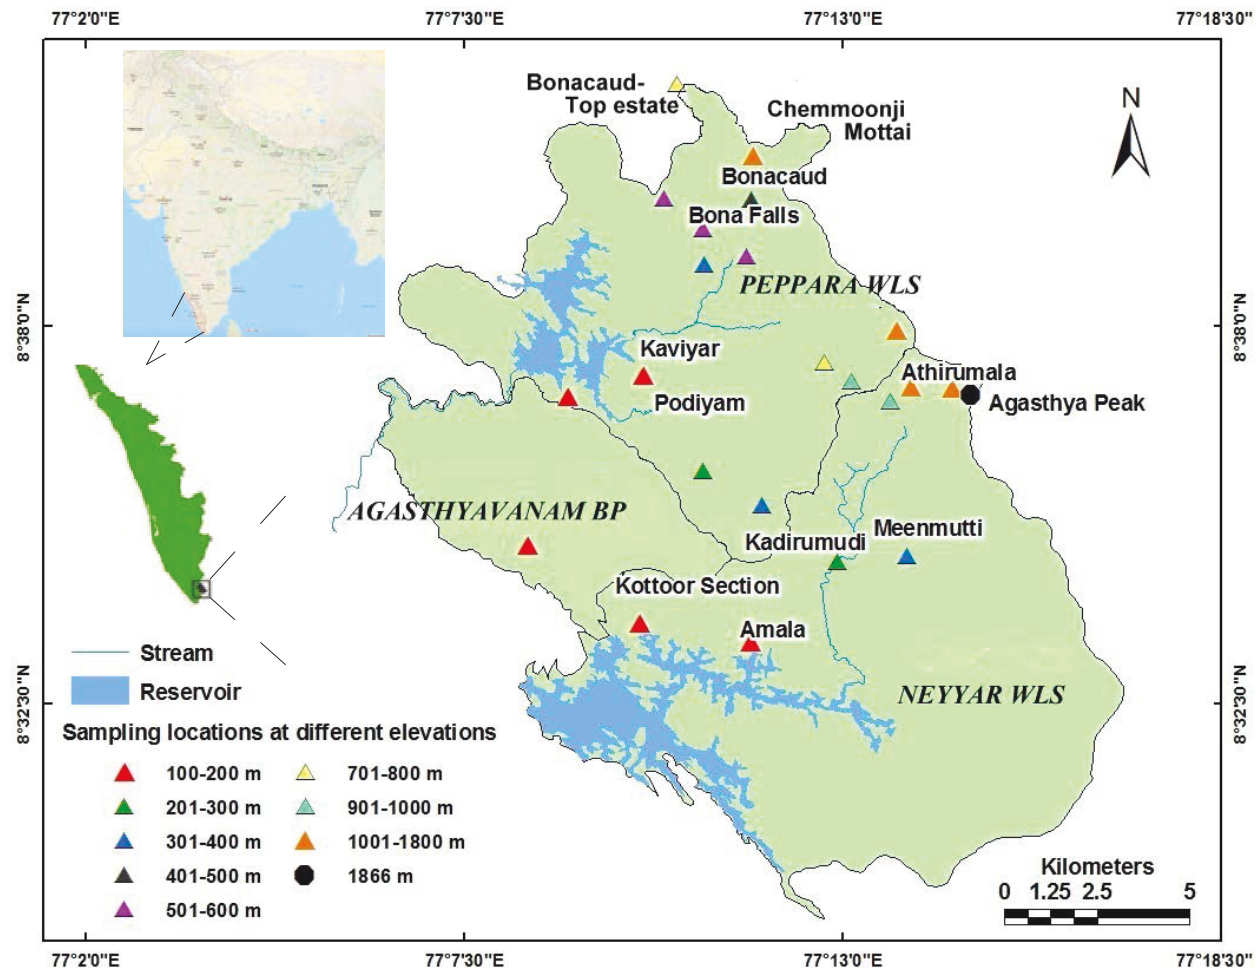 77°2'0"E
77°7'30"E
77°13'0"E
77°18'30"
Bonacaud-
Top estate
Chemmoonji
Mottai
N
Bonacaud
Bona Falls
PEPPARA WLS
8°38'0"N
8°38'0"N
Kaviyar
Athirumala
Podiyam
Agasthya Peak
AGASTHYAVANAM BP
Meenmutti
Kadirumudi
Kottoor Section
Amala
Stream
Reservoir
NEYYAR WLS
8°32'30"N
8°32'30"N
Sampling locations at different elevations
100-200 m
201-300 m
301-400 m
401-500 m
501-600 m
701-800 m
901-1000 m
1001-1800 m
1866 m
Kilometers
0 1.25 2.5 5
77°2'0"E
77°7'30"E
77°13'0"E
77°18'30"